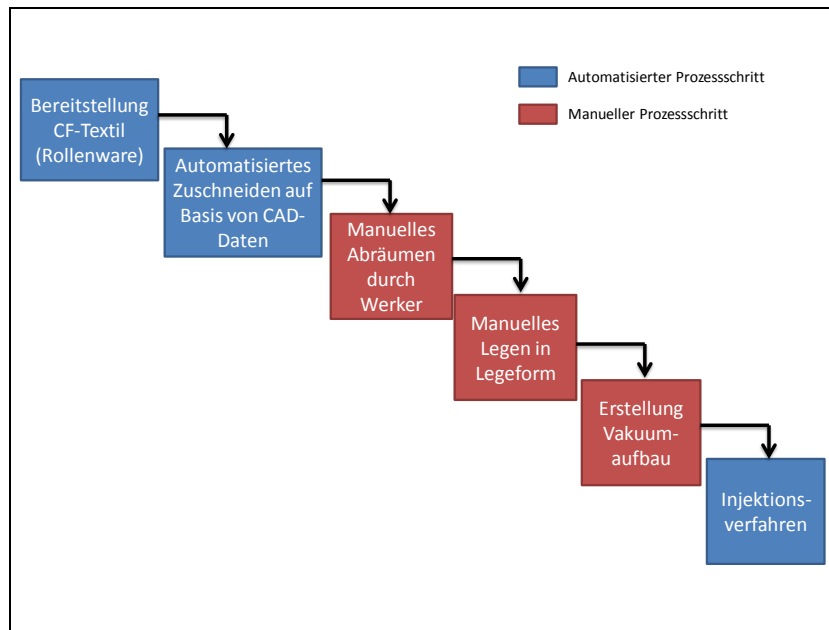 Automatisierter Prozessschritt
Manueller Prozessschritt
Bereitstellung
CF-Textil
(Rollenware)
Automatisiertes
Zuschneiden auf
Basis von CAD-
Daten
Manuelles
Abräumen
durch
Werker
Manuelles
Legen in
Legeform
Erstellung
Vakuum-
aufbau
Injektions-
verfahren